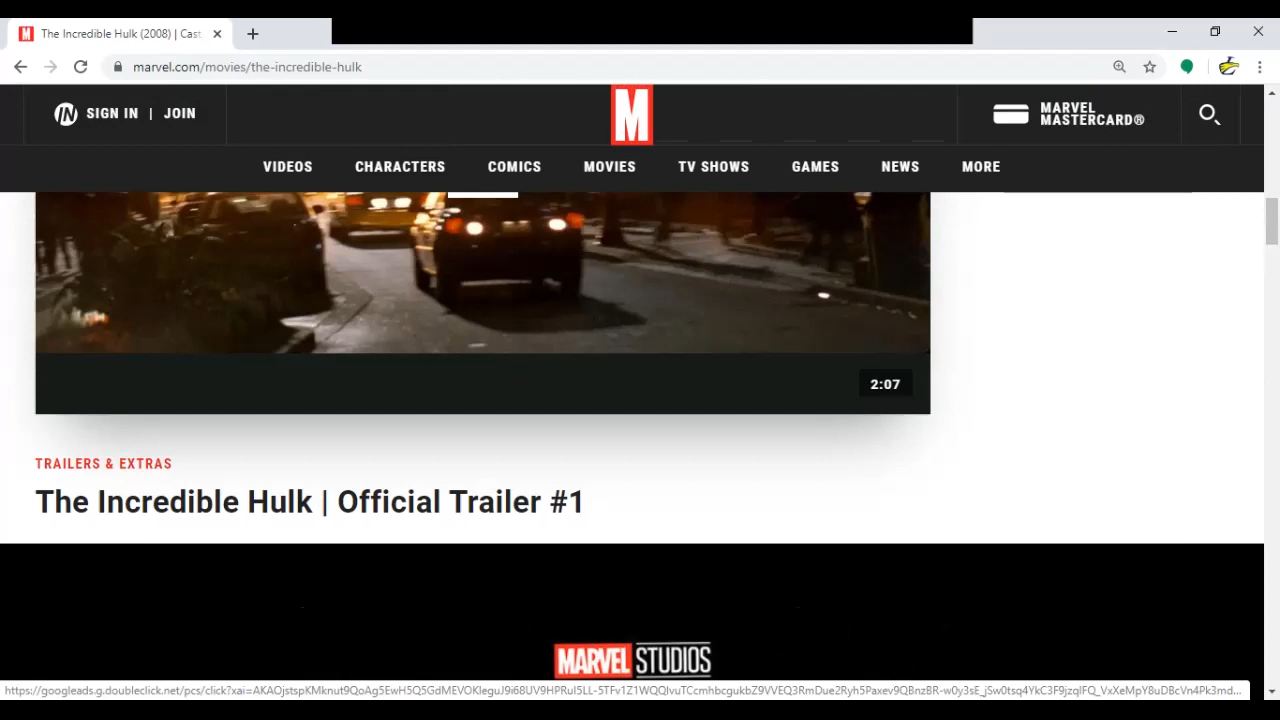 The Incredible Hulk (2008) | Cast,
marvel.com/movies/the-incredible-hulk
SIGN IN | JOIN
M
MARVEL
MASTERCARD®
VIDEOS CHARACTERS COMICS MOVIES TV SHOWS GAMES NEWS MORE
2:07
TRAILERS & EXTRAS
The Incredible Hulk | Official Trailer #1
MARVEL STUDIOS